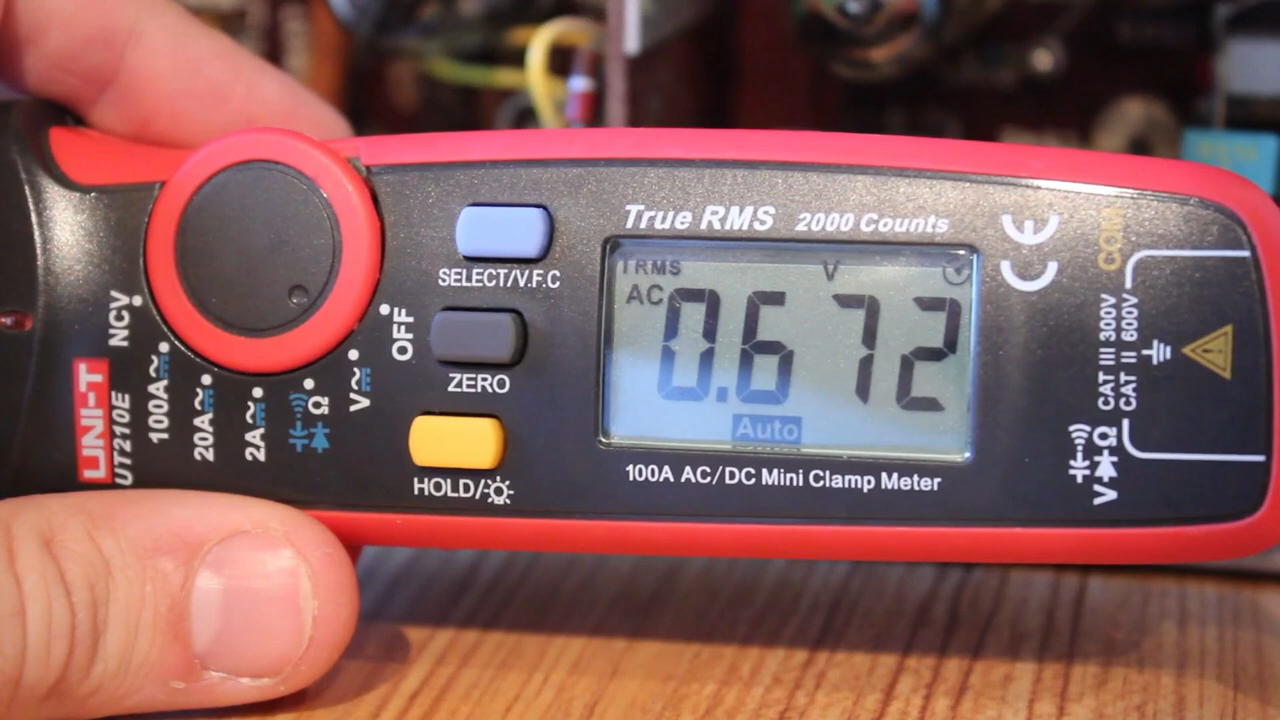 True RMS 2000 Counts
TRMS V
AC
0.672
Auto
100A AC/DC Mini Clamp Meter
SELECT/V.F.C
ZERO
HOLD/
OFF
V~
Ω
2A~
20A~
100A~
NCV
UNI-T
UT210E
CE
COM
CAT III 300V
CAT II 600V
V Ω